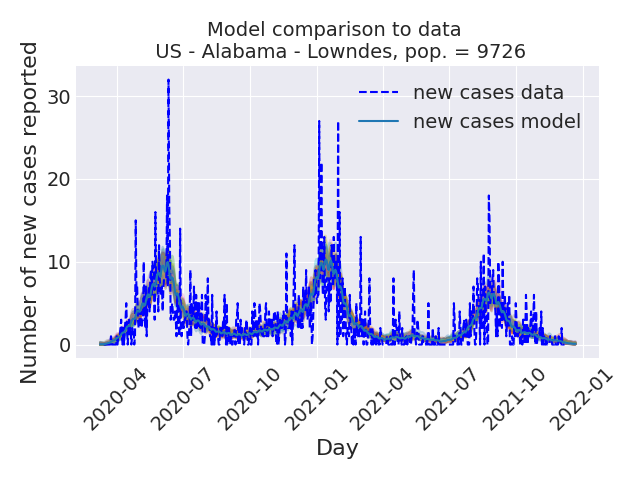 Model comparison to data
US - Alabama - Lowndes, pop. = 9726
Number of new cases reported
30
20
10
0
new cases data
new cases model
2020-04
2020-07
2020-10
2021-01
2021-04
2021-07
2021-10
2022-01
Day